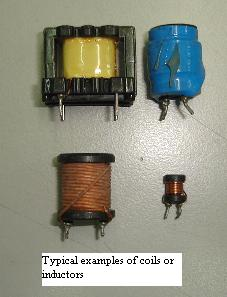 Typical examples of coils or
inductors